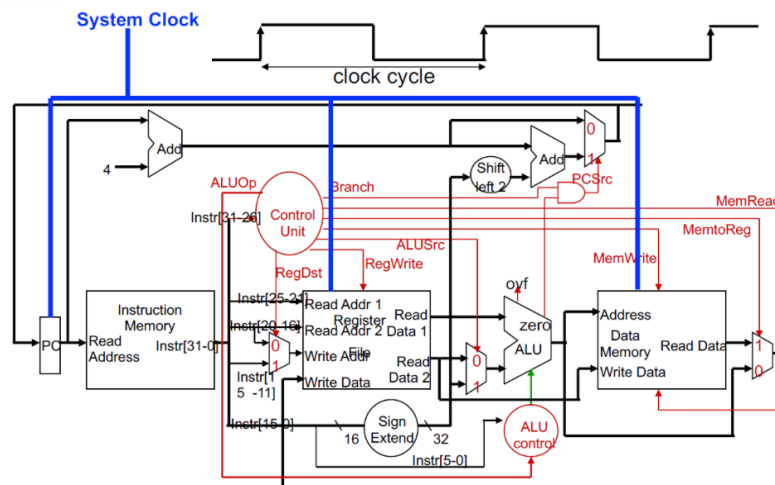 System Clock
clock cycle
Add
4
ALUOp
Branch
Shift
left 2
Add
0
1
PCSrc
Instr[31-26]
Control
Unit
MemRead
MemtoReg
MemWrite
ALUSrc
RegWrite
RegDst
ovf
Instr[25-21]
Instr[20-16]
Instruction
Memory
PC
Read
Address
Instr[31-0]
Read Addr 1
Register
Read Addr 2
File
Write Addr
Write Data
Read
Data 1
Read
Data 2
0
1
Instr[1
5 -11]
0
1
zero
ALU
Address
Data
Memory
Read Data
Write Data
1
0
Instr[15-0]
Sign
Extend
16
32
ALU
control
Instr[5-0]